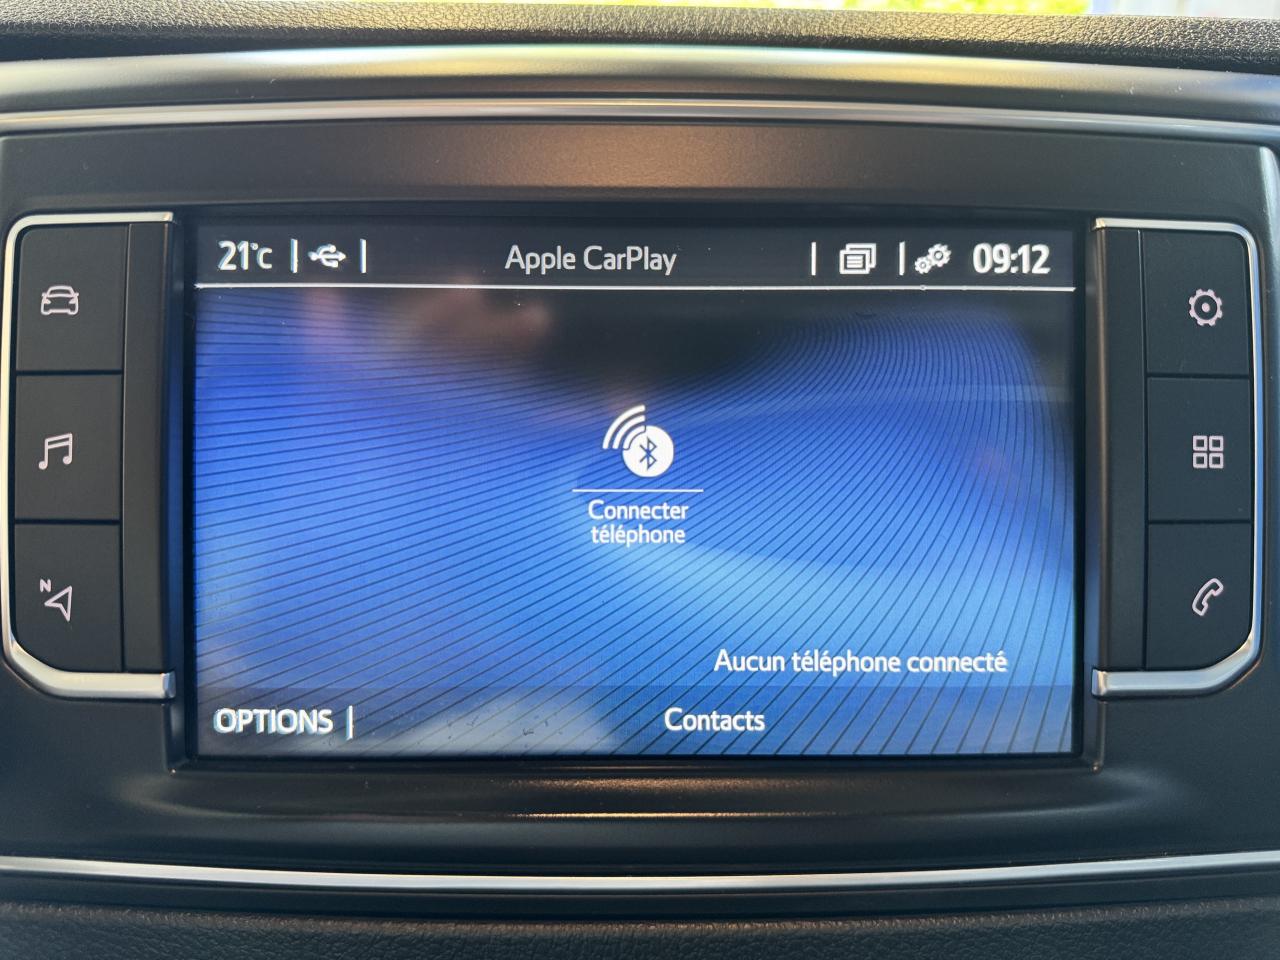 21°C
Apple CarPlay
09:12
Connecter
téléphone
Aucun téléphone connecté
OPTIONS
Contacts
N